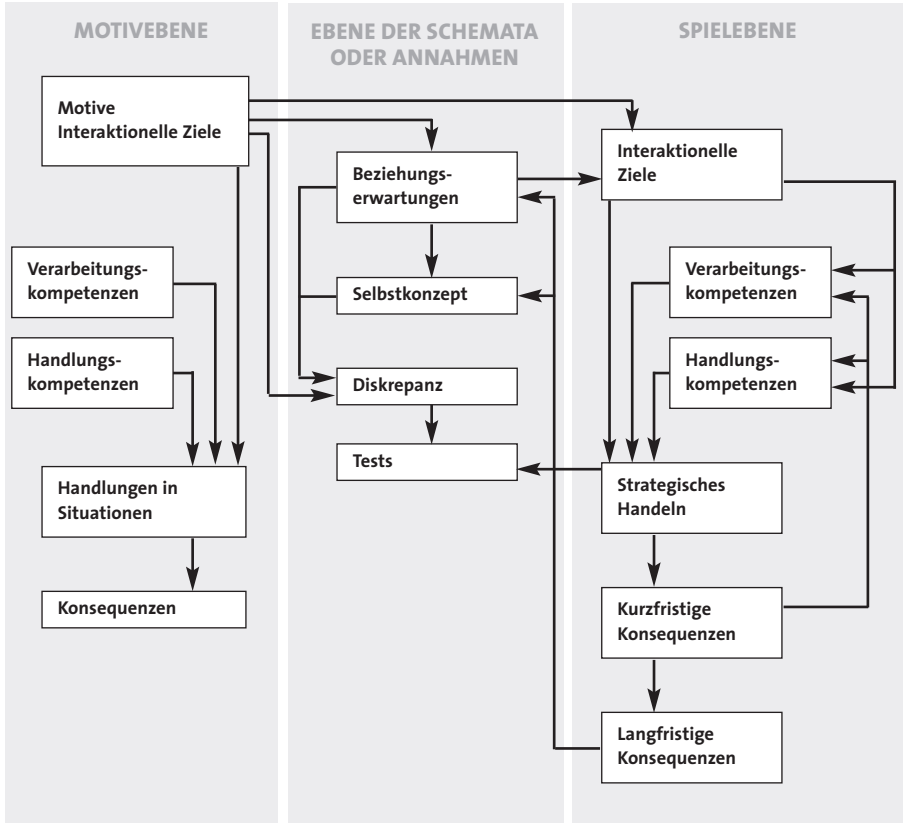 MOTIVEBENE
Motive
Interaktionelle Ziele
Verarbeitungs-
kompetenzen
Handlungs-
kompetenzen
Handlungen in
Situationen
Konsequenzen
EBENE DER SCHEMATA
ODER ANNAHMEN
Beziehungs-
erwartungen
Selbstkonzept
Diskrepanz
Tests
SPIELEBENE
Interaktionelle
Ziele
Verarbeitungs-
kompetenzen
Handlungs-
kompetenzen
Strategisches
Handeln
Kurzfristige
Konsequenzen
Langfristige
Konsequenzen